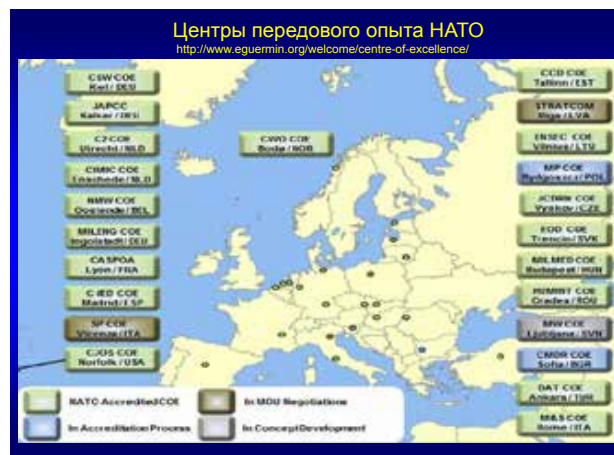 Центры передового опыта НАТО
http://www.eguermin.org/welcome/centre-of-excellence/
CSW COE
Kiel / DEU
JAPCC
Kalkar / DEU
C2 COE
Utrecht / NLD
CIMIC COE
Enschede / NLD
NMW COE
Oostende / BEL
MILENG COE
Ingolstadt / DEU
CASPOA
Lyon / FRA
C-IED COE
Madrid / ESP
SP COE
Vicenza / ITA
CJOS COE
Norfolk / USA
CWO COE
Bodø / NOR
CCD COE
Tallinn / EST
STRATCOM
Riga / LVA
ENSEC COE
Vilnius / LTU
MP COE
Bydgoszcz / POL
JCBRN COE
Vyskov / CZE
EOD COE
Trencin / SVK
MILMED COE
Budapest / HUN
HUMINT COE
Oradea / ROU
MW COE
Ljubljana / SVN
CMDR COE
Sofia / BGR
DAT COE
Ankara / TUR
M&S COE
Rome / ITA
NATO Accredited COE
In MOU Negotiations
In Accreditation Process
In Concept Development